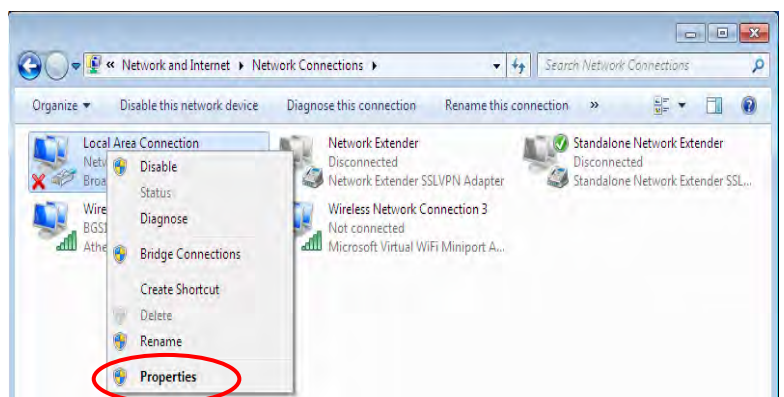 « Network and Internet ▸ Network Connections ▸
Search Network Connections
Organize ▾ Disable this network device Diagnose this connection Rename this connection »
Local Area Connection
Broa
Disable
Status
Diagnose
Bridge Connections
Create Shortcut
Delete
Rename
Properties
Wire
Athe
Network Extender
Disconnected
Network Extender SSLVPN Adapter
Wireless Network Connection 3
Not connected
Microsoft Virtual WiFi Miniport A...
Standalone Network Extender
Disconnected
Standalone Network Extender SSL...